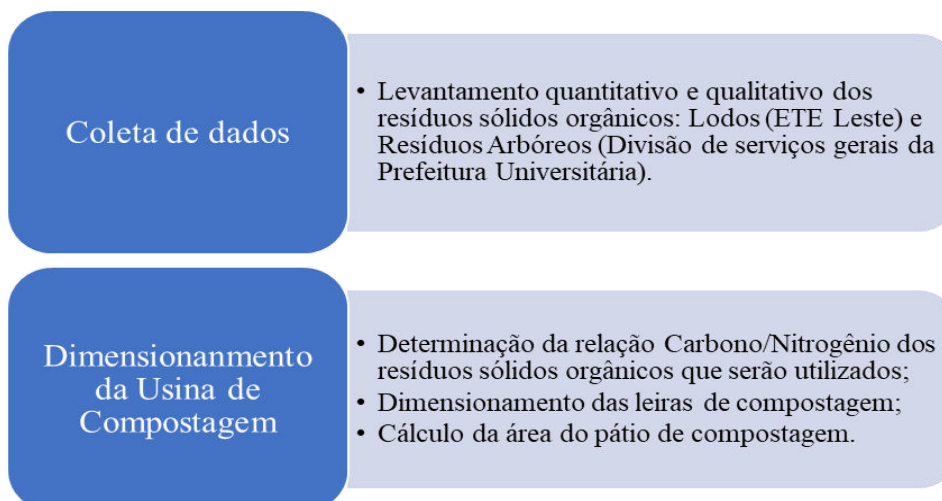 Coleta de dados
• Levantamento quantitativo e qualitativo dos
resíduos sólidos orgânicos: Lodos (ETE Leste) e
Resíduos Arbóreos (Divisão de serviços gerais da
Prefeitura Universitária).
Dimensionanmento
da Usina de
Compostagem
• Determinação da relação Carbono/Nitrogênio dos
resíduos sólidos orgânicos que serão utilizados;
• Dimensionamento das leiras de compostagem;
• Cálculo da área do pátio de compostagem.